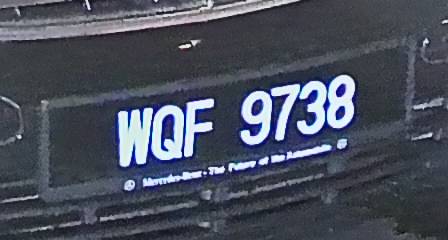 WQF 9738
Mercedes-Benz - The Future of the Automobile